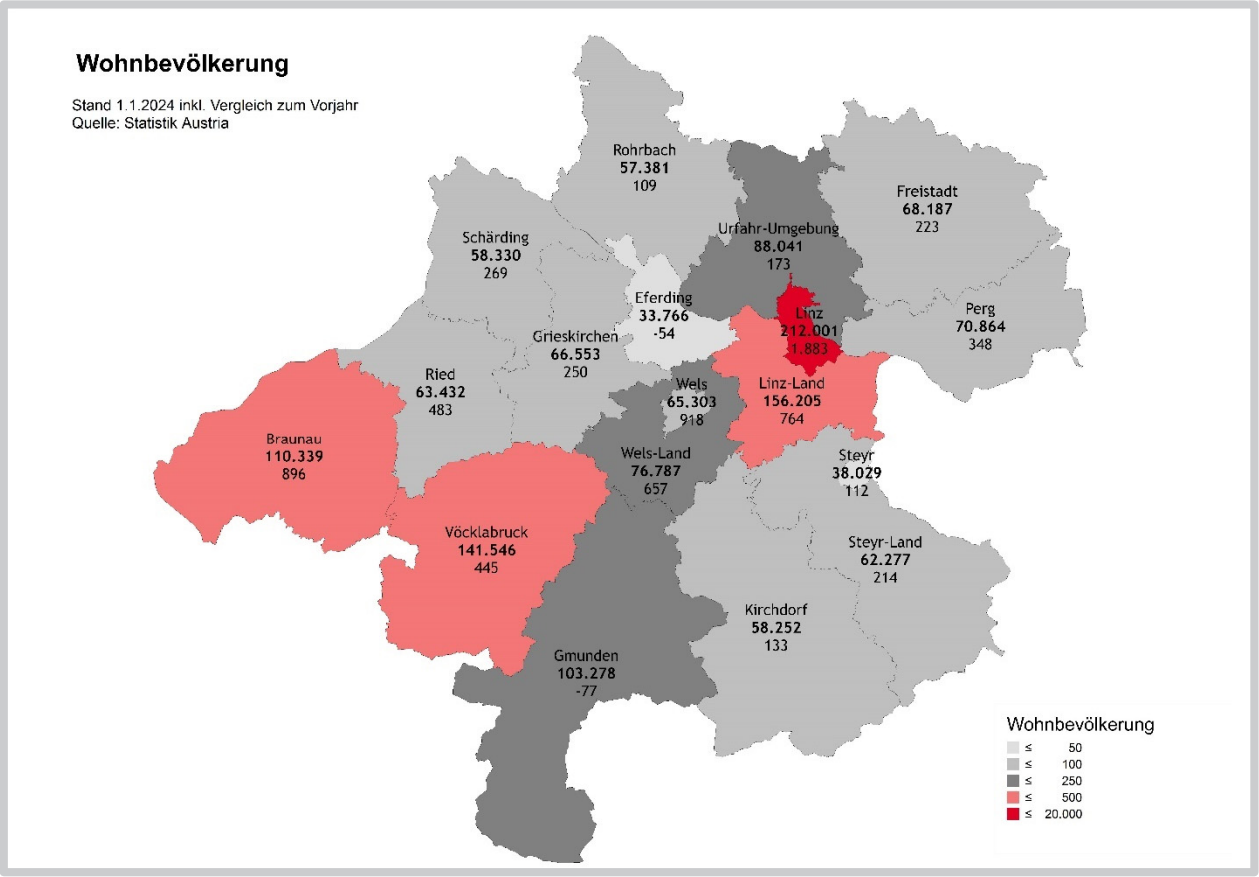 Wohnbevölkerung
Stand 1.1.2024 inkl. Vergleich zum Vorjahr
Quelle: Statistik Austria
Rohrbach
57.381
109
Freistadt
68.187
223
Urfahr-Umgebung
88.041
173
Schärding
58.330
269
Eferding
33.766
-54
Linz
212.001
1.883
Perg
70.864
348
Grieskirchen
66.553
250
Ried
63.432
483
Wels
65.303
918
Linz-Land
156.205
764
Braunau
110.339
896
Wels-Land
76.787
657
Steyr
38.029
112
Vöcklabruck
141.546
445
Steyr-Land
62.277
214
Kirchdorf
58.252
133
Gmunden
103.278
-77
Wohnbevölkerung
≤ 50
≤ 100
≤ 250
≤ 500
≤ 20.000